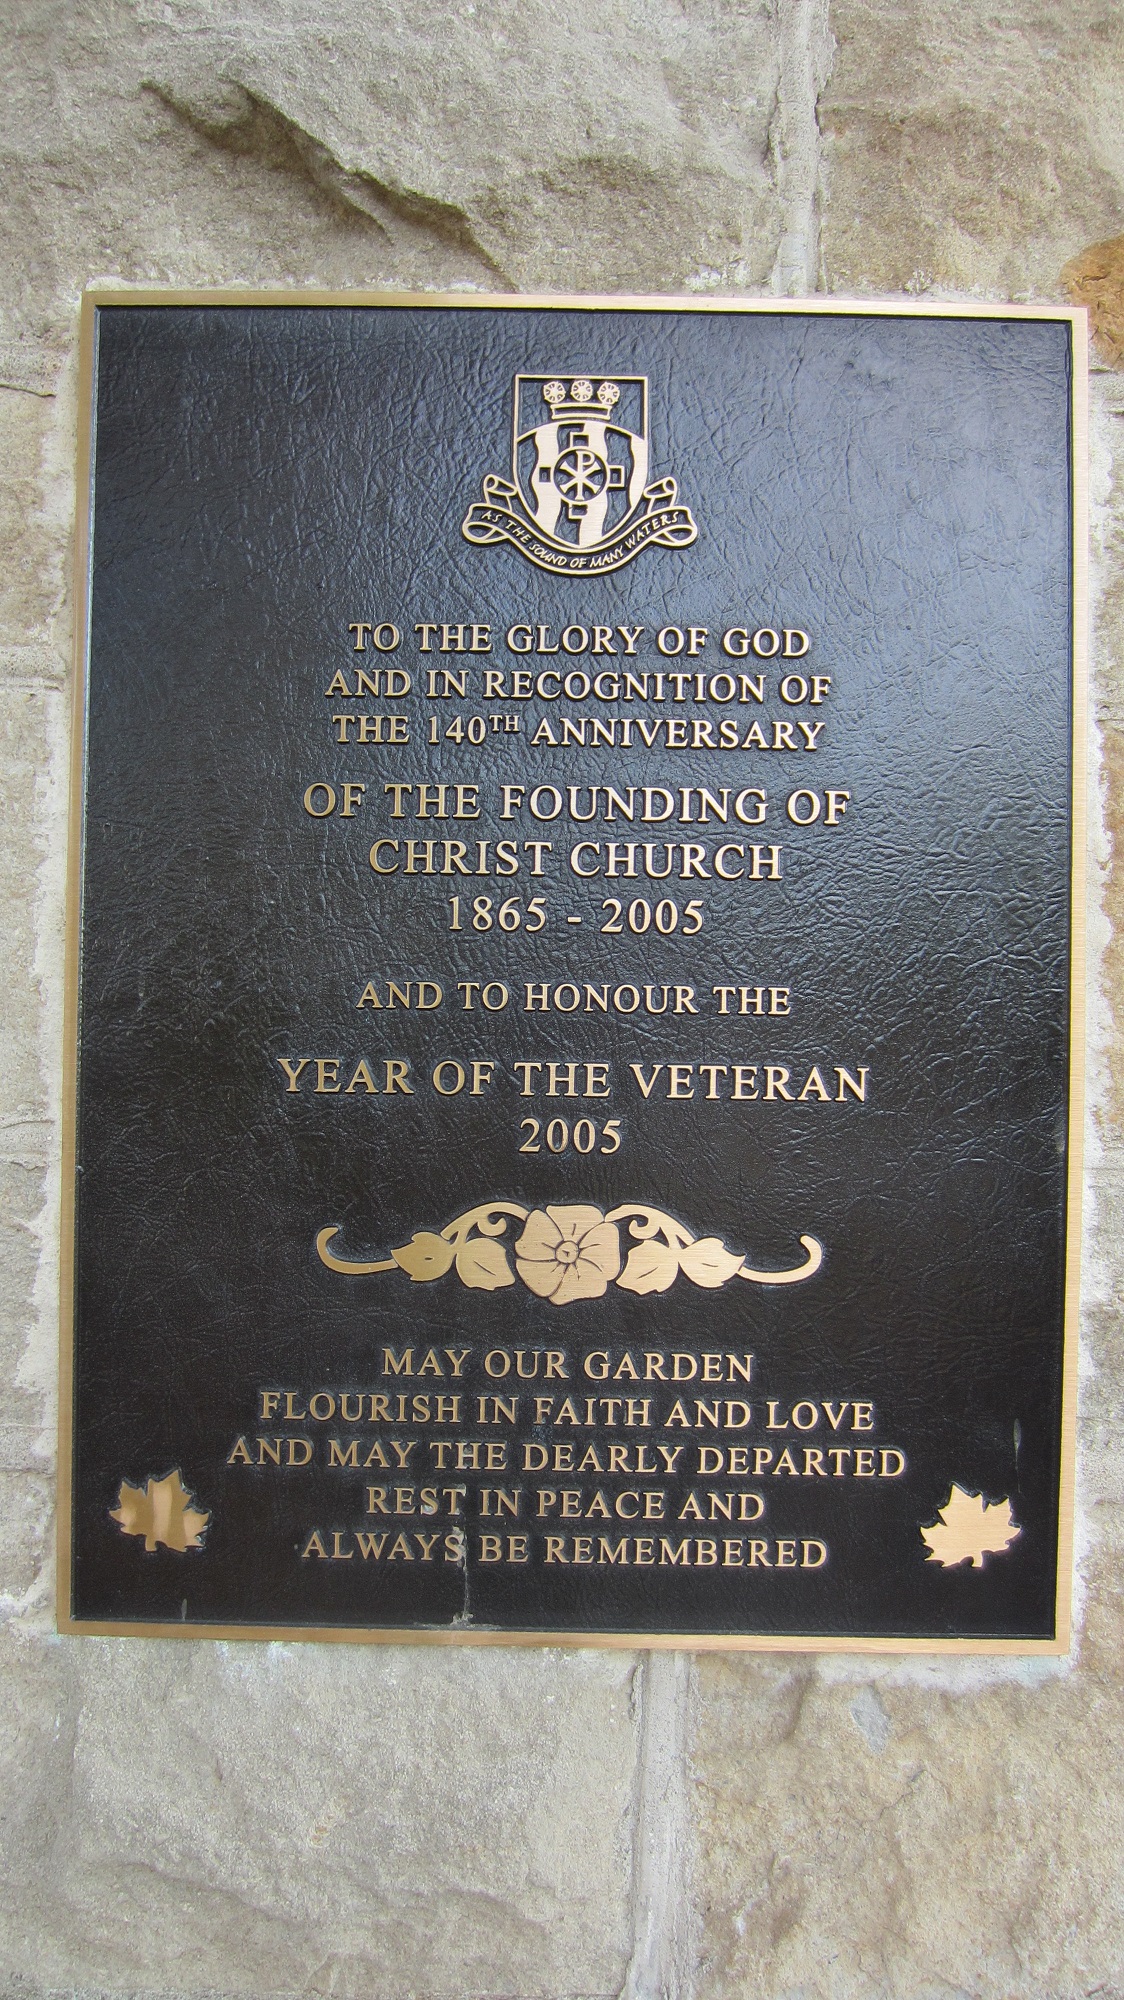 AS THE SOUND OF MANY WATERS
TO THE GLORY OF GOD
AND IN RECOGNITION OF
THE 140TH ANNIVERSARY
OF THE FOUNDING OF
CHRIST CHURCH
1865 - 2005
AND TO HONOUR THE
YEAR OF THE VETERAN
2005
MAY OUR GARDEN
FLOURISH IN FAITH AND LOVE
AND MAY THE DEARLY DEPARTED
REST IN PEACE AND
ALWAYS BE REMEMBERED